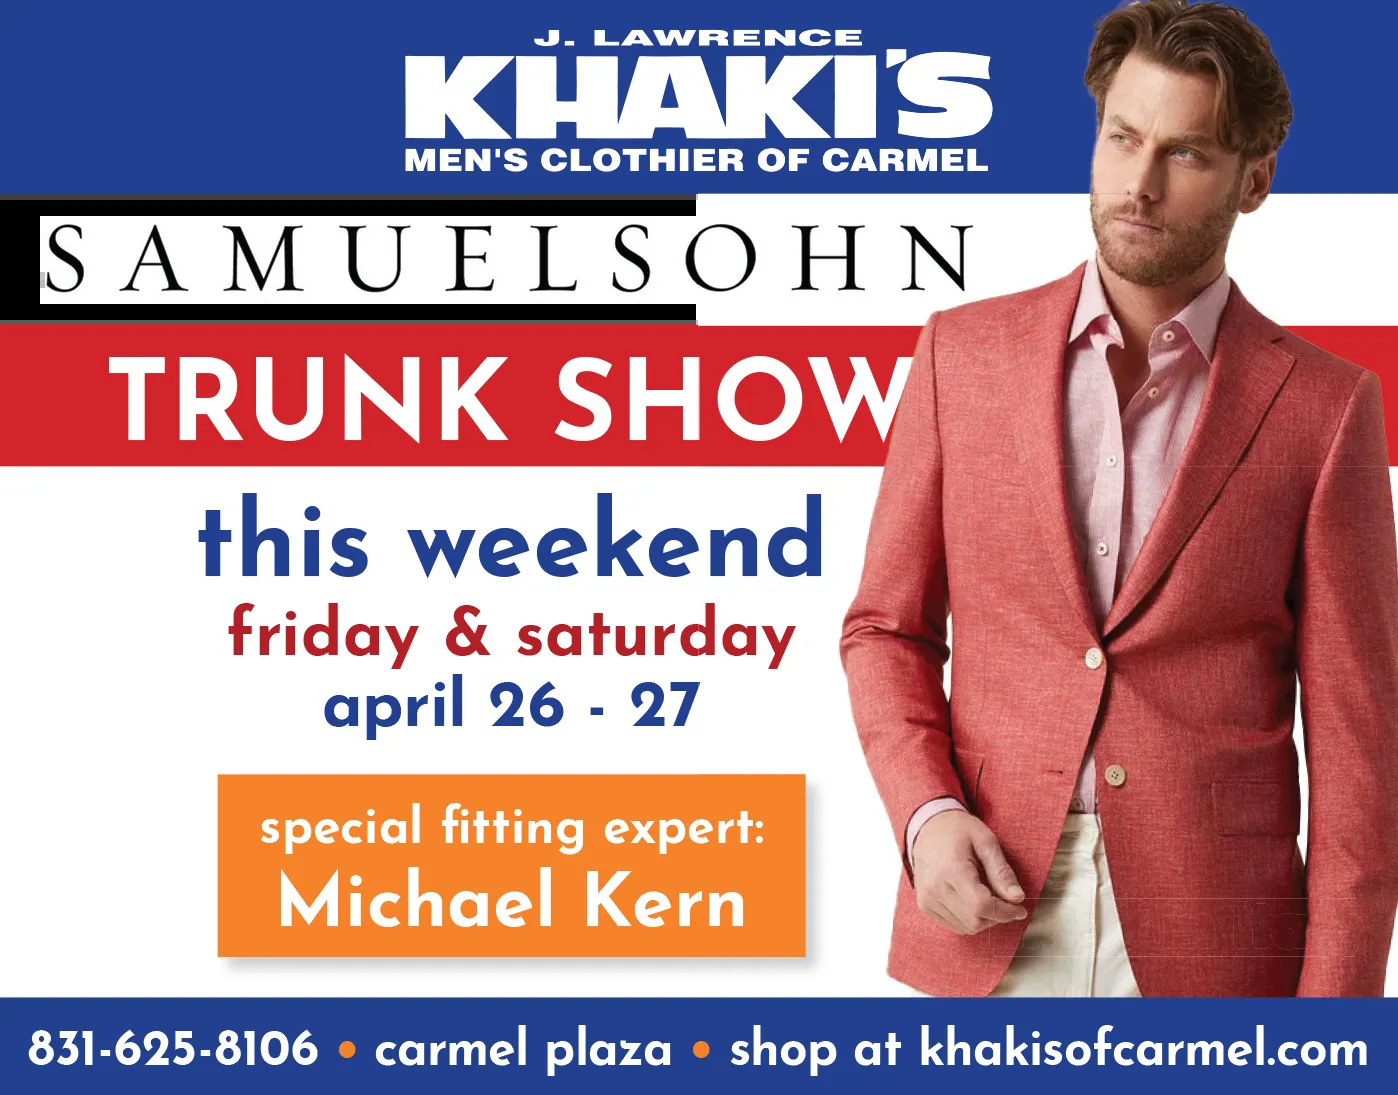 J. LAWRENCE
KHAKI'S
MEN'S CLOTHIER OF CARMEL
SAMUELSOHN
TRUNK SHOW
this weekend
friday & saturday
april 26 - 27
special fitting expert:
Michael Kern
831-625-8106 • carmel plaza • shop at khakisofcarmel.com